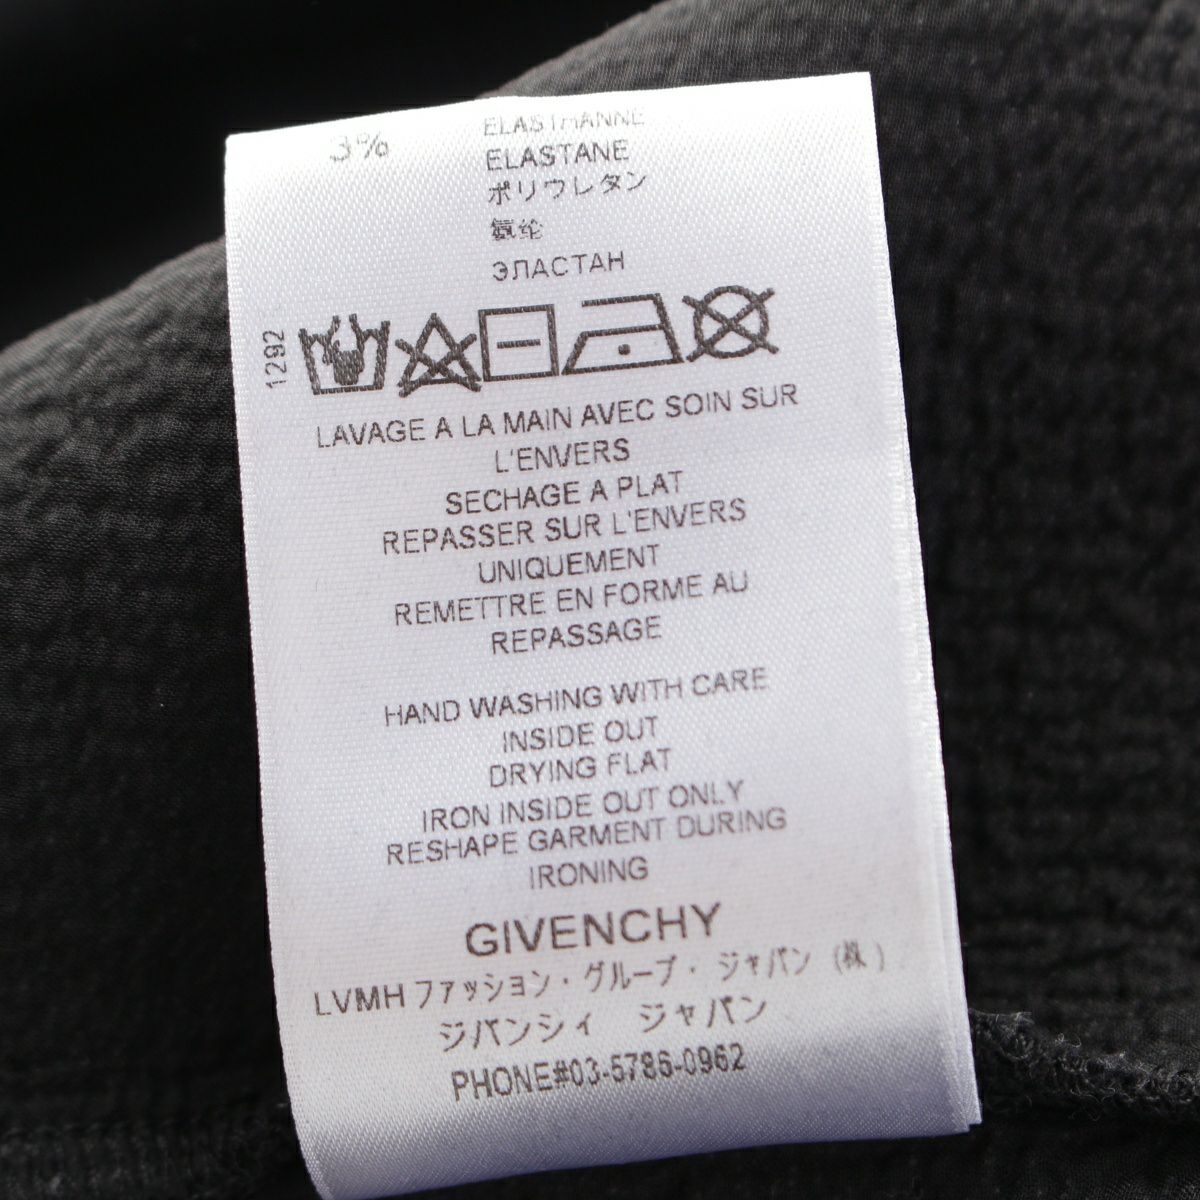 3% ELASTHANNE
ELASTANE
ポリウレタン
氨纶
ЭЛАСТАН
1292
LAVAGE A LA MAIN AVEC SOIN SUR
L'ENVERS
SECHAGE A PLAT
REPASSER SUR L'ENVERS
UNIQUEMENT
REMETTRE EN FORME AU
REPASSAGE
HAND WASHING WITH CARE
INSIDE OUT
DRYING FLAT
IRON INSIDE OUT ONLY
RESHAPE GARMENT DURING
IRONING
GIVENCHY
LVMHファッション・グループ・ジャパン(株)
ジバンシィ ジャパン
PHONE#03-5786-0962